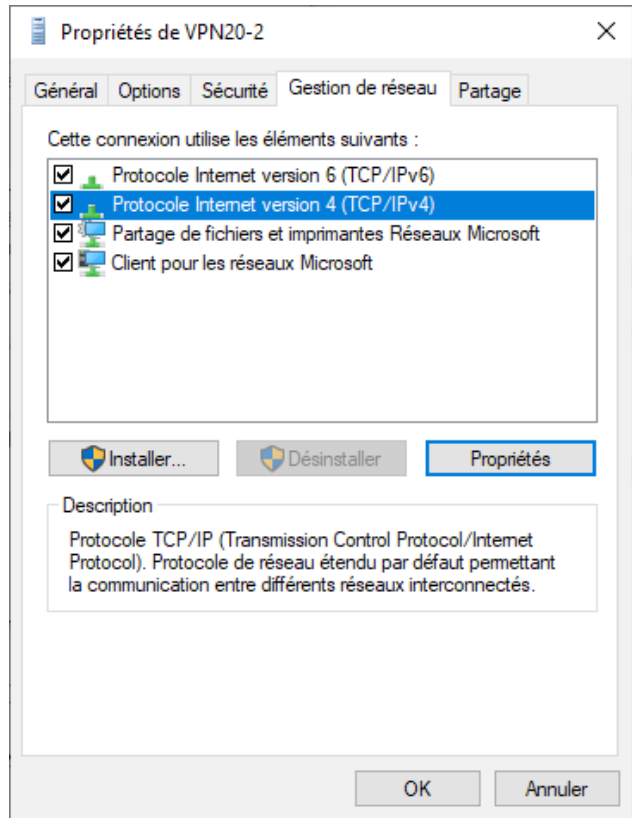 Propriétés de VPN20-2
Général Options Sécurité Gestion de réseau Partage
Cette connexion utilise les éléments suivants :
Protocole Internet version 6 (TCP/IPv6)
Protocole Internet version 4 (TCP/IPv4)
Partage de fichiers et imprimantes Réseaux Microsoft
Client pour les réseaux Microsoft
Installer... Désinstaller Propriétés
Description
Protocole TCP/IP (Transmission Control Protocol/Internet
Protocol). Protocole de réseau étendu par défaut permettant
la communication entre différents réseaux interconnectés.
OK Annuler